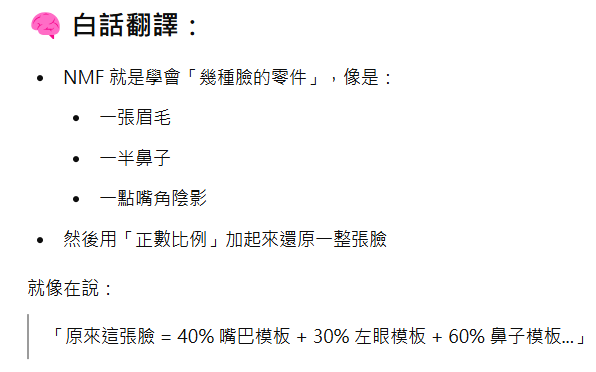 🧠 白話翻譯：
• NMF 就是學會「幾種臉的零件」，像是：
• 一張眉毛
• 一半鼻子
• 一點嘴角陰影
• 然後用「正數比例」加起來還原一整張臉
就像在說：
「原來這張臉 = 40% 嘴巴模板 + 30% 左眼模板 + 60% 鼻子模板...」